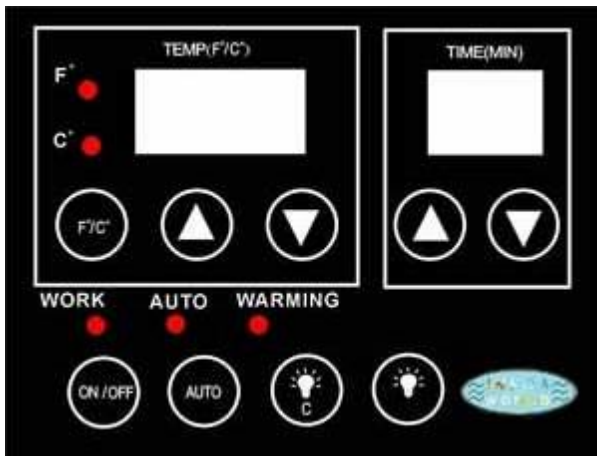 TEMP(F°/C°)
TIME(MIN)
F°
C°
F°/C°
WORK
AUTO
WARMING
ON/OFF
AUTO
C